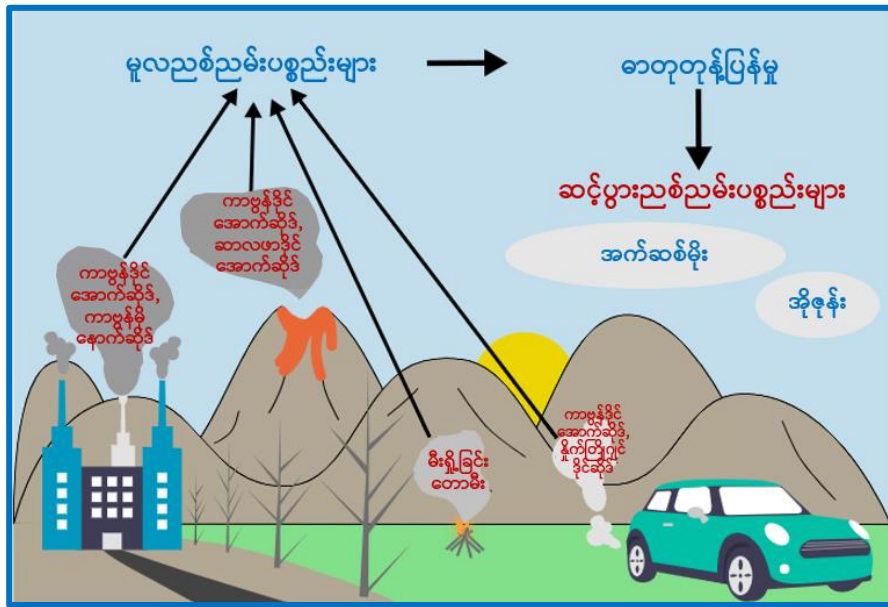 မူလညစ်ညမ်းပစ္စည်းများ
ဓာတုတုန့်ပြန်မှု
ဆင့်ပွားညစ်ညမ်းပစ္စည်းများ
အက်ဆစ်မိုး
အိုဇုန်း
ကာဗွန်ဒိုင်
အောက်ဆိုဒ်,
ဆာလဖာဒိုင်
အောက်ဆိုဒ်
ကာဗွန်ဒိုင်
အောက်ဆိုဒ်,
ကာဗွန်မို
နောက်ဆိုဒ်
မီးရှို့ခြင်း
တောမီး
ကာဗွန်ဒိုင်
အောက်ဆိုဒ်,
နိုက်တြိုဂျင်
ဒိုင်ဆိုဒ်